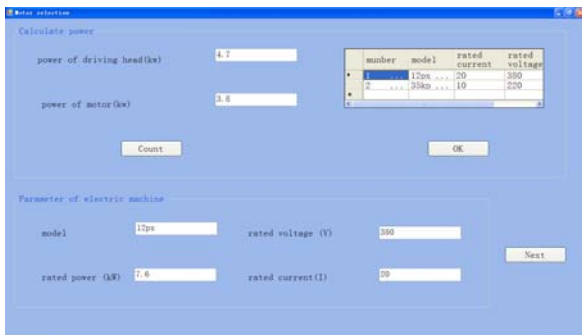 Motor selection
Calculate power
power of driving head(kw)
4.7
power of motor(kw)
3.6
munber model rated current rated voltage
1 ... 12ps ... 20 380
2 ... 35kp ... 10 220
Count
OK
Parameter of electric machine
model
12ps
rated voltage (V)
380
rated power (kW)
7.6
rated current(I)
20
Next